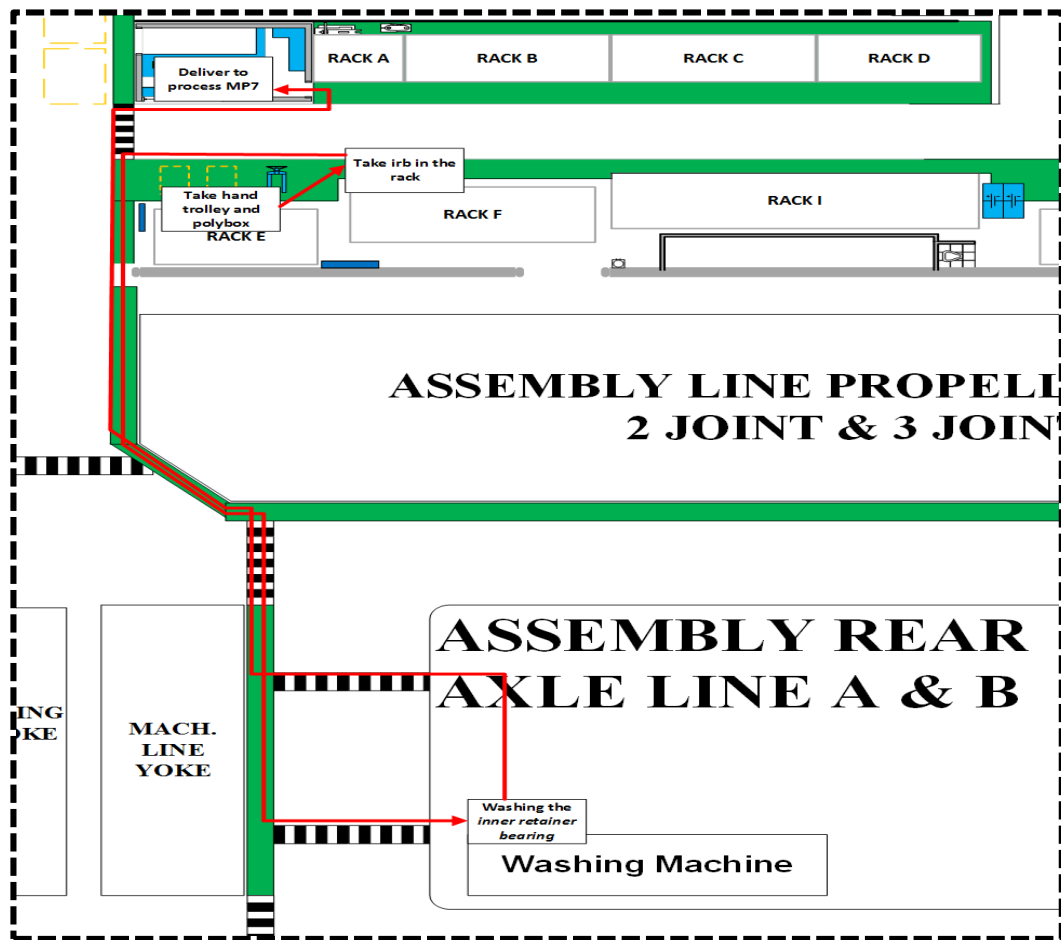 Deliver to
process MP7
RACK A
RACK B
RACK C
RACK D
Take irb in the
rack
Take hand
trolley and
polybox
RACK E
RACK F
RACK I
ASSEMBLY LINE PROPELL
2 JOINT & 3 JOIN
ASSEMBLY REAR
AXLE LINE A & B
ING
OKE
MACH.
LINE
YOKE
Washing the
inner retainer
bearing
Washing Machine